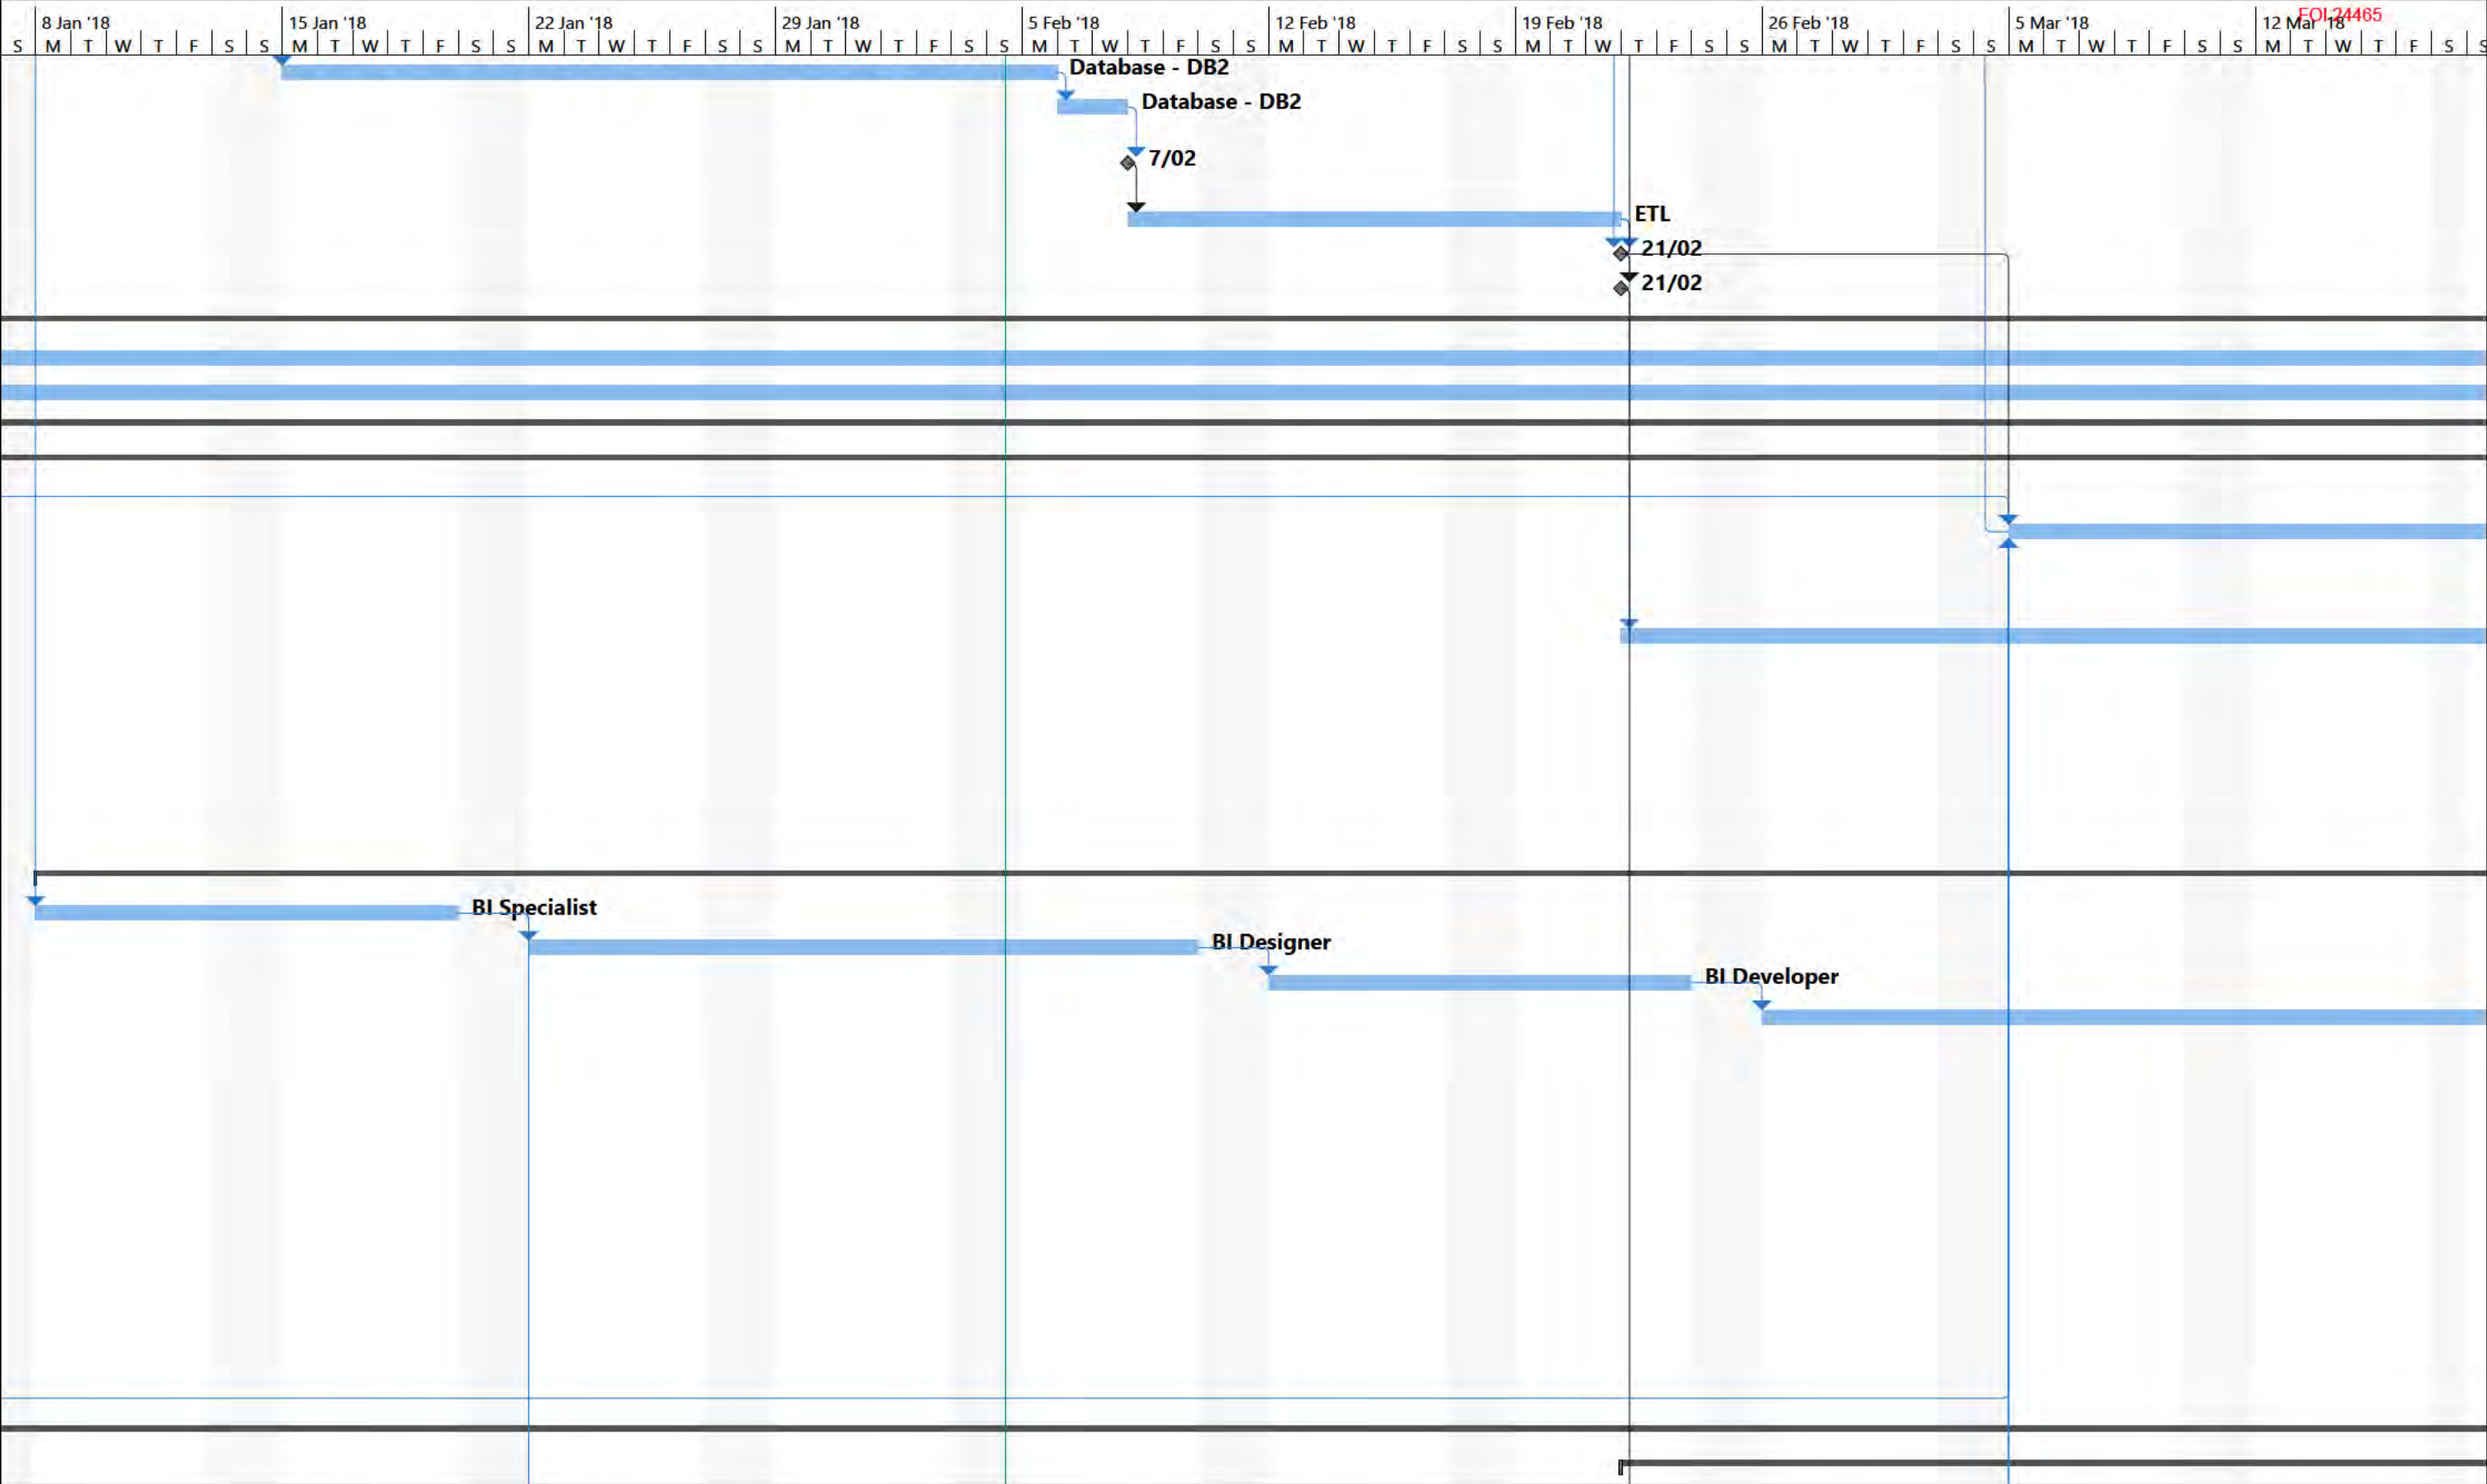 8 Jan '18 15 Jan '18 22 Jan '18 29 Jan '18 5 Feb '18 12 Feb '18 19 Feb '18 26 Feb '18 5 Mar '18 12 Mar '18
FOI 24465
S M T W T F S S M T W T F S S M T W T F S S M T W T F S S M T W T F S S M T W T F S S M T W T F S S M T W T F S S M T W T F S S M T W T F S S
Database - DB2
Database - DB2
7/02
ETL
21/02
21/02
BI Specialist
BI Designer
BI Developer